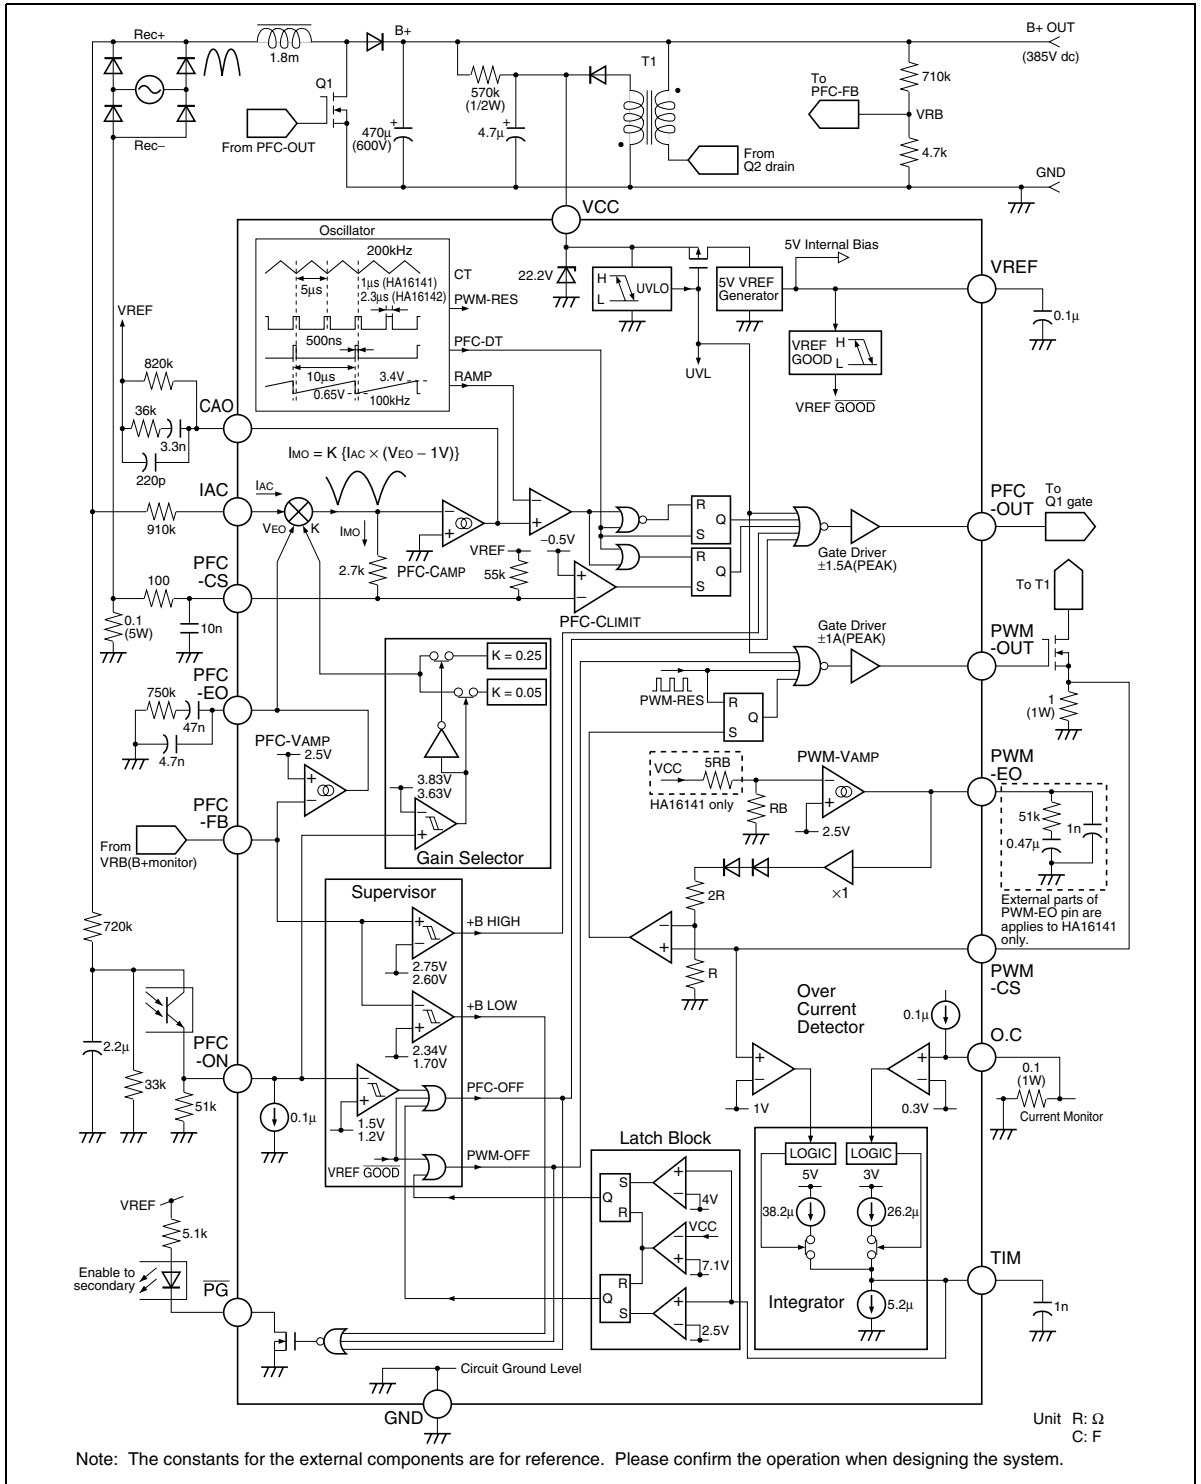 Rec+
1.8m
B+
B+ OUT
(385V dc)
T1
Q1
570k
(1/2W)
To
PFC-FB
710k
VRB
From PFC-OUT
470μ
(600V)
4.7μ
From
Q2 drain
4.7k
Rec−
GND
VCC
Oscillator
200kHz
5μs
1μs (HA16141)
2.3μs (HA16142)
CT
PWM-RES
500ns
PFC-DT
10μs
3.4V
0.65V
100kHz
RAMP
22.2V
H
L
UVLO
5V VREF
Generator
5V Internal Bias
VREF
0.1μ
VREF
GOOD
H
L
UVL
VREF GOOD
VREF
820k
36k
3.3n
220p
CAO
IMO = K {IAC × (VEO − 1V)}
IAC
IAC
910k
VEO
K
IMO
2.7k
PFC-CAMP
VREF
55k
−0.5V
PFC-CLIMIT
R
Q
S
R
Q
S
Gate Driver
±1.5A(PEAK)
PFC
-OUT
To
Q1 gate
PFC
-CS
100
0.1
(5W)
10n
To T1
Gate Driver
±1A(PEAK)
PWM
-OUT
1
(1W)
K = 0.25
K = 0.05
PWM-RES
R
Q
S
PFC
-EO
750k
47n
4.7n
PFC-VAMP
2.5V
3.83V
3.63V
Gain Selector
VCC
5RB
HA16141 only
RB
PWM-VAMP
2.5V
PWM
-EO
51k
0.47μ
1n
External parts of
PWM-EO pin are
applies to HA16141
only.
PFC
-FB
From
VRB(B+monitor)
×1
2R
R
PWM
-CS
Supervisor
+B HIGH
2.75V
2.60V
+B LOW
2.34V
1.70V
720k
2.2μ
33k
51k
PFC
-ON
0.1μ
1.5V
1.2V
PFC-OFF
VREF GOOD
PWM-OFF
Over
Current
Detector
0.1μ
O.C
0.1
(1W)
Current Monitor
1V
0.3V
Latch Block
S
Q
R
4V
VCC
7.1V
R
Q
S
2.5V
LOGIC
LOGIC
5V
3V
38.2μ
26.2μ
5.2μ
Integrator
TIM
1n
VREF
5.1k
Enable to
secondary
PG
Circuit Ground Level
GND
Unit R: Ω
C: F
Note: The constants for the external components are for reference. Please confirm the operation when designing the system.